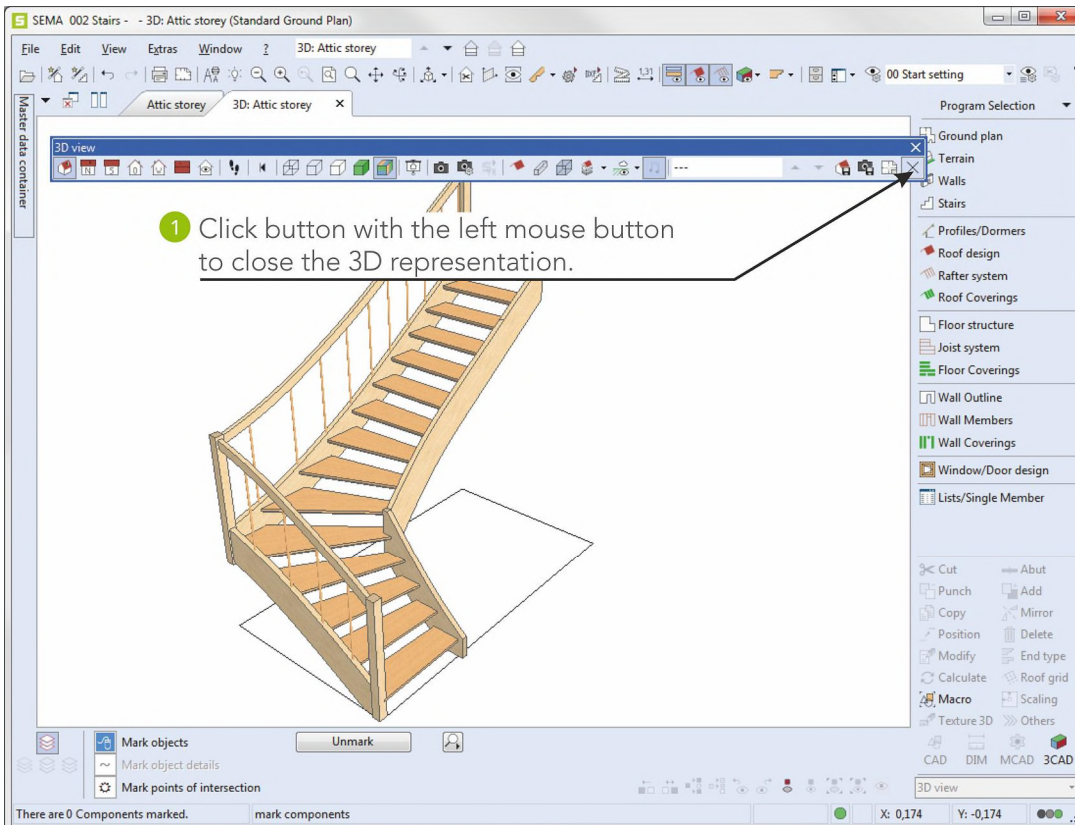 SEMA 002 Stairs - - 3D: Attic storey (Standard Ground Plan)
File Edit View Extras Window ? 3D: Attic storey
00 Start setting
Master data container
Attic storey 3D: Attic storey
Program Selection
3D view
---
Ground plan
Terrain
Walls
Stairs
Profiles/Dormers
Roof design
Rafter system
Roof Coverings
Floor structure
Joist system
Floor Coverings
Wall Outline
Wall Members
Wall Coverings
Window/Door design
Lists/Single Member
1 Click button with the left mouse button
to close the 3D representation.
Cut Abut
Punch Add
Copy Mirror
Position Delete
Modify End type
Calculate Roof grid
Macro Scaling
Texture 3D Others
CAD DIM MCAD 3CAD
3D view
Mark objects Unmark
Mark object details
Mark points of intersection
There are 0 Components marked. mark components X: 0,174 Y: -0,174